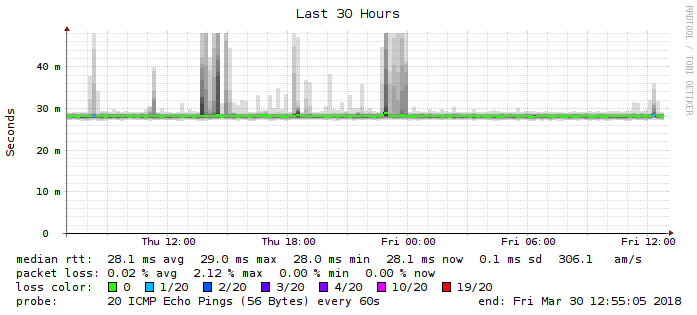 Last 30 Hours
RRDTOOL / TOBI OETIKER
Seconds
40 m
30 m
20 m
10 m
0
Thu 12:00 Thu 18:00 Fri 00:00 Fri 06:00 Fri 12:00
median rtt: 28.1 ms avg 29.0 ms max 28.0 ms min 28.1 ms now 0.1 ms sd 306.1 am/s
packet loss: 0.02 % avg 2.12 % max 0.00 % min 0.00 % now
loss color: 0 1/20 2/20 3/20 4/20 10/20 19/20
probe: 20 ICMP Echo Pings (56 Bytes) every 60s end: Fri Mar 30 12:55:05 2018